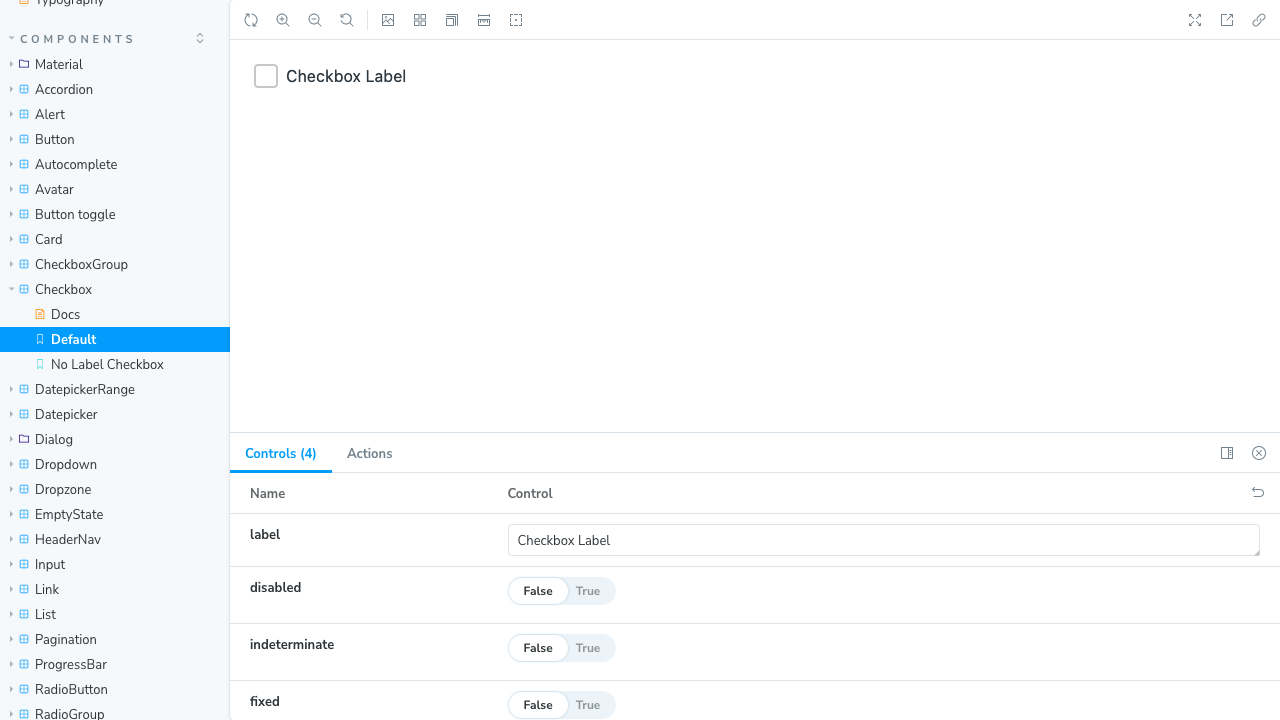 Typography
COMPONENTS
Material
Accordion
Alert
Button
Autocomplete
Avatar
Button toggle
Card
CheckboxGroup
Checkbox
Docs
Default
No Label Checkbox
DatepickerRange
Datepicker
Dialog
Dropdown
Dropzone
EmptyState
HeaderNav
Input
Link
List
Pagination
ProgressBar
RadioButton
RadioGroup
Checkbox Label
Controls (4) Actions
Name Control
label Checkbox Label
disabled False True
indeterminate False True
fixed False True